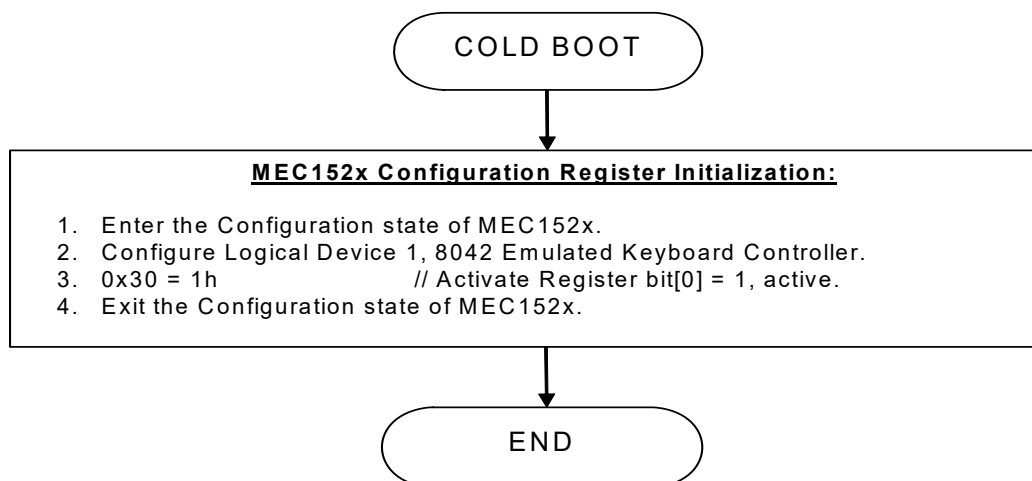 COLD BOOT
MEC152x Configuration Register Initialization:
1. Enter the Configuration state of MEC152x.
2. Configure Logical Device 1, 8042 Emulated Keyboard Controller.
3. 0x30 = 1h // Activate Register bit[0] = 1, active.
4. Exit the Configuration state of MEC152x.
END